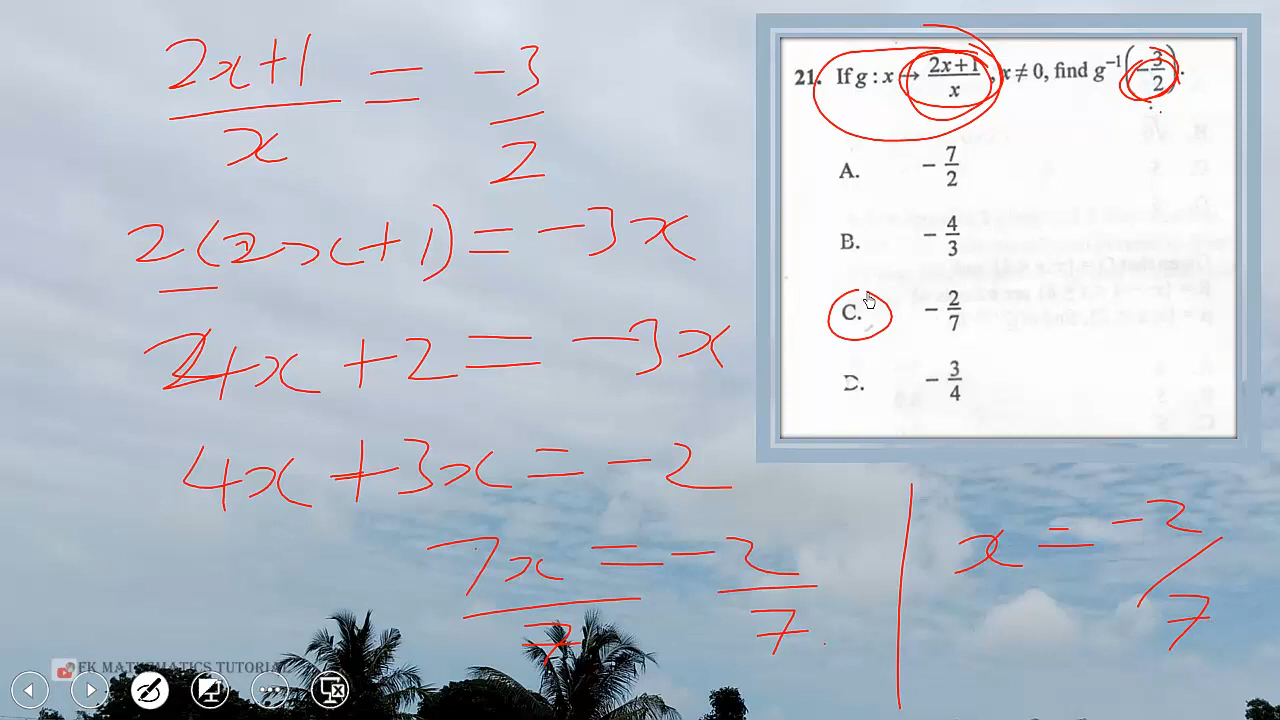 2x+1 / x = -3 / 2
2(2x+1) = -3x
4x + 2 = -3x
4x + 3x = -2
7x / 7 = -2 / 7
x = -2/7
21. If g : x → 2x+1 / x, x ≠ 0, find g⁻¹(-3/2).
A. -7/2
B. -4/3
C. -2/7
D. -3/4
EK MATHEMATICS TUTORIAL